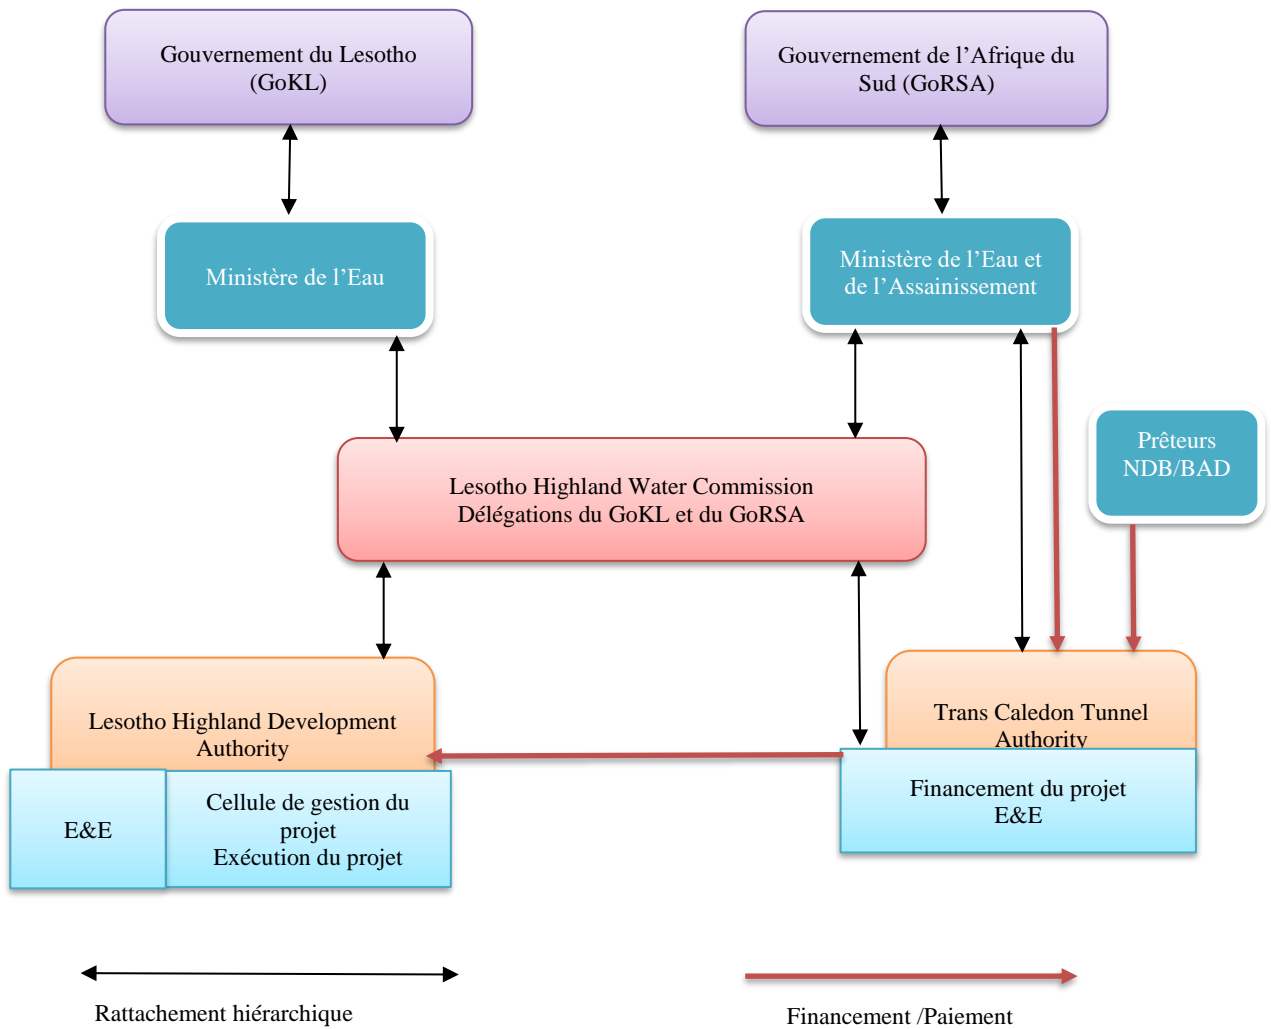 Gouvernement du Lesotho
(GoKL)
Gouvernement de l’Afrique du
Sud (GoRSA)
Ministère de l’Eau
Ministère de l’Eau et
de l’Assainissement
Prêteurs
NDB/BAD
Lesotho Highland Water Commission
Délégations du GoKL et du GoRSA
Lesotho Highland Development
Authority
Trans Caledon Tunnel
Authority
E&E
Cellule de gestion du
projet
Exécution du projet
Financement du projet
E&E
Rattachement hiérarchique
Financement /Paiement